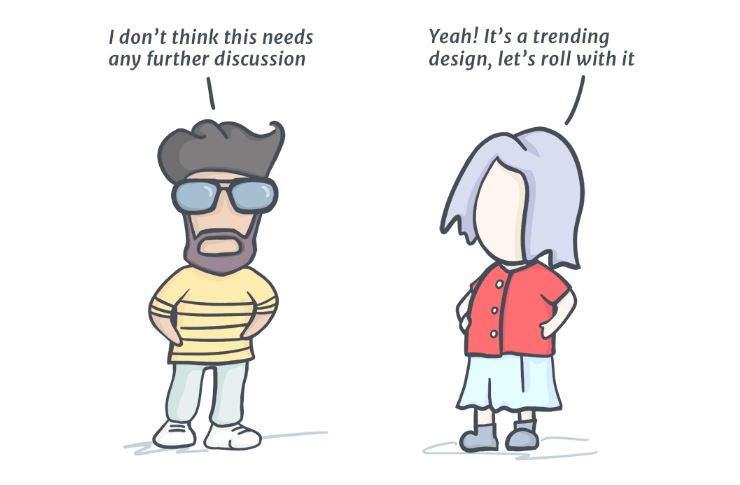 I don’t think this needs
any further discussion
Yeah! It’s a trending
design, let’s roll with it